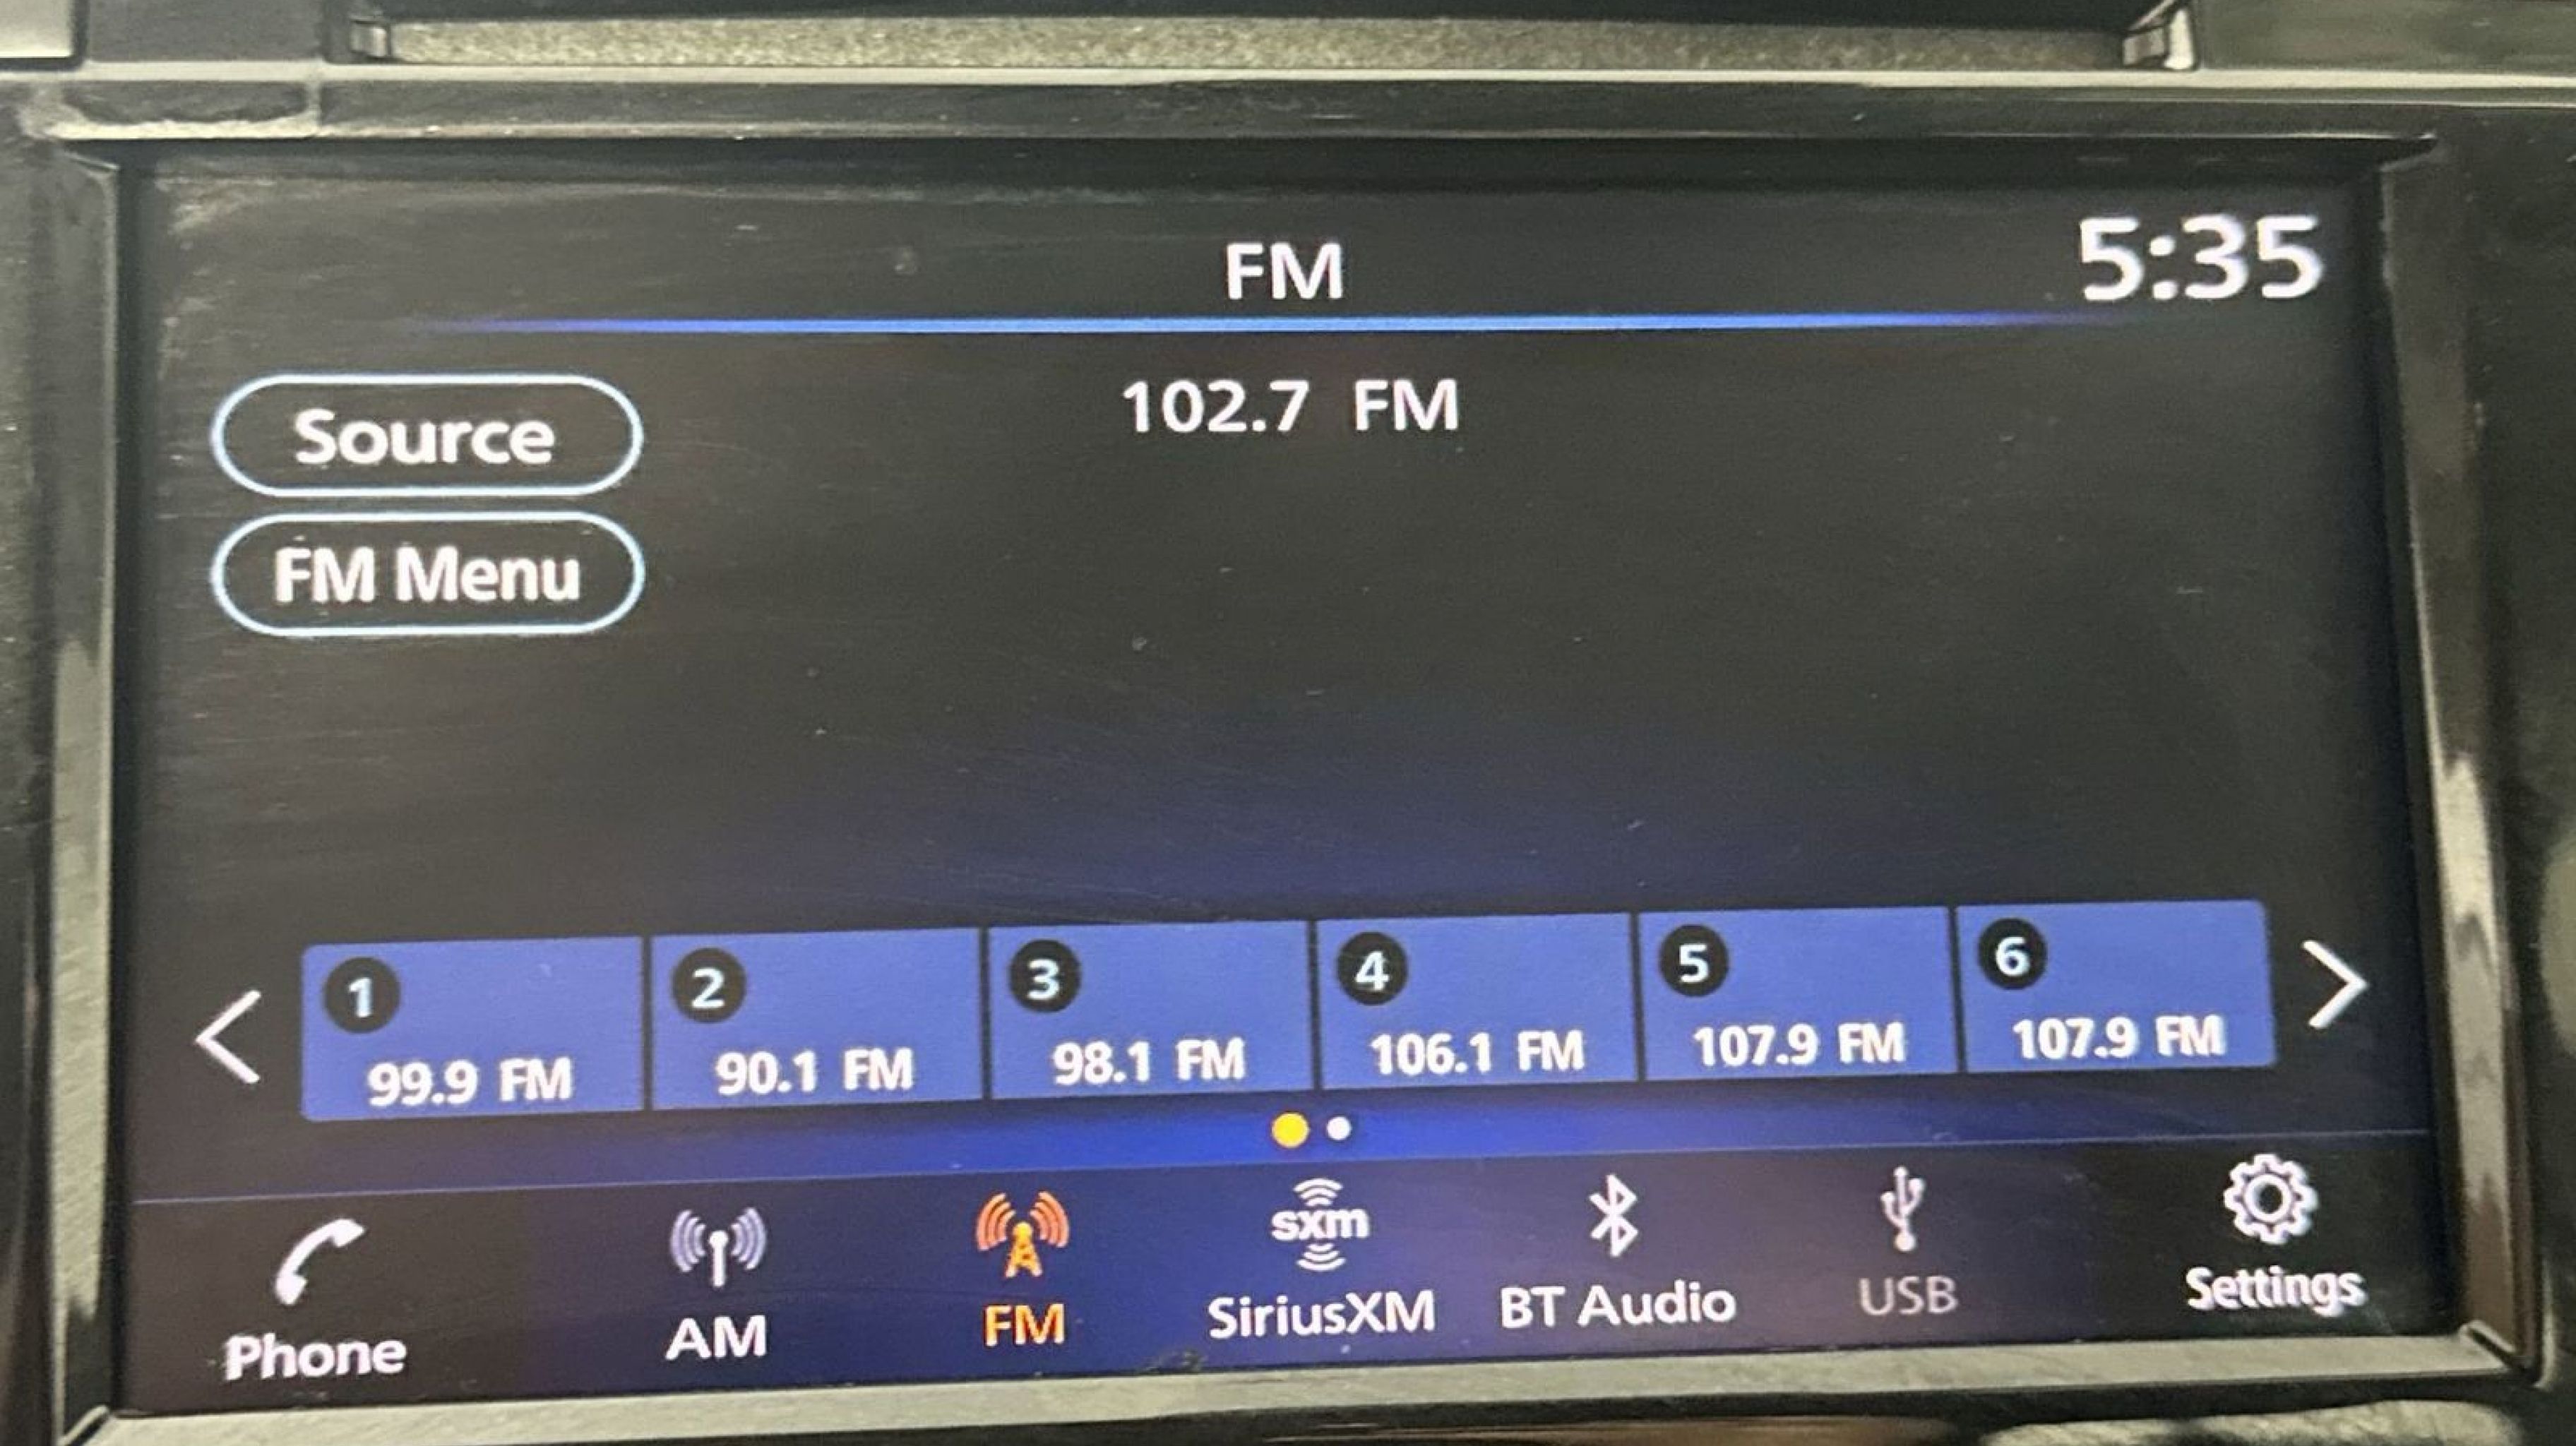 FM
5:35
102.7 FM
Source
FM Menu
1
99.9 FM
2
90.1 FM
3
98.1 FM
4
106.1 FM
5
107.9 FM
6
107.9 FM
sxm
Phone
AM
FM
SiriusXM
BT Audio
USB
Settings